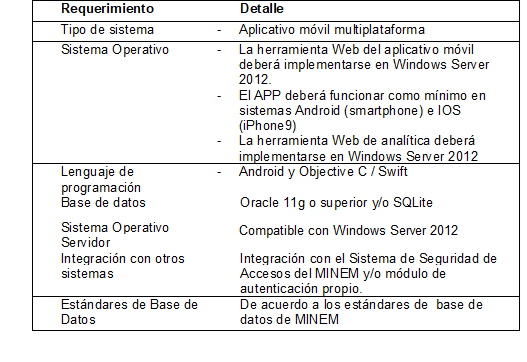 Requerimiento Detalle
Tipo de sistema - Aplicativo móvil multiplataforma
Sistema Operativo - La herramienta Web del aplicativo móvil
deberá implementarse en Windows Server
2012.
- El APP deberá funcionar como mínimo en
sistemas Android (smartphone) e IOS
(iPhone9)
- La herramienta Web de analítica deberá
implementarse en Windows Server 2012
Lenguaje de - Android y Objective C / Swift
programación
Base de datos Oracle 11g o superior y/o SQLite
Sistema Operativo Compatible con Windows Server 2012
Servidor
Integración con otros Integración con el Sistema de Seguridad de
sistemas Accesos del MINEM y/o módulo de
autenticación propio.
Estándares de Base de De acuerdo a los estándares de base de
Datos datos de MINEM